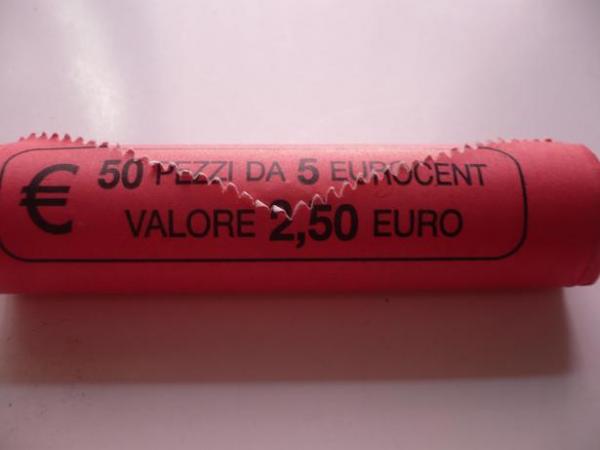 € 50 PEZZI DA 5 EUROCENT
VALORE 2,50 EURO